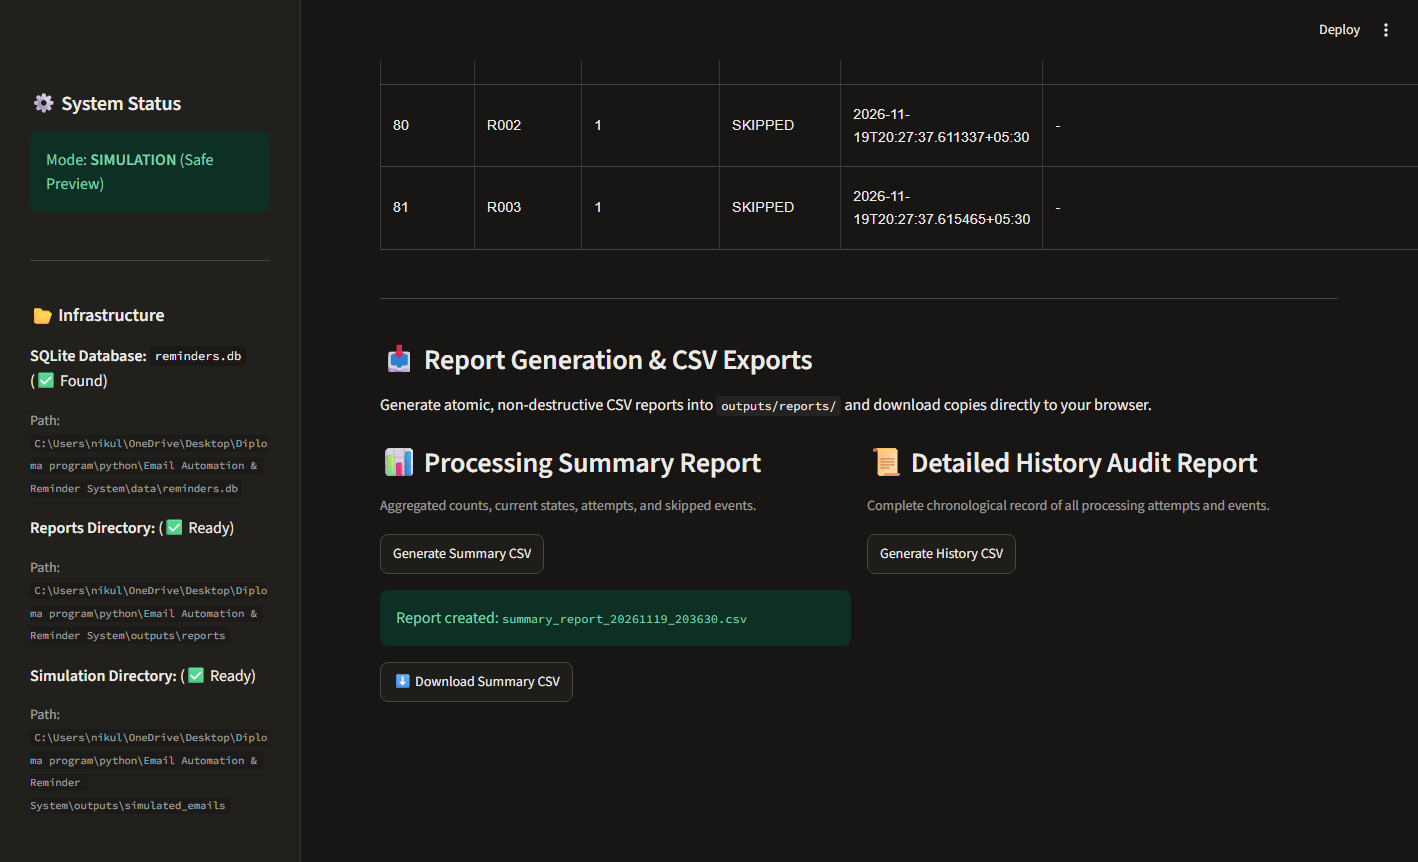 Deploy
System Status
Mode: SIMULATION (Safe
Preview)
Infrastructure
SQLite Database: reminders.db
(✅ Found)
Path:
C:\Users\nikul\OneDrive\Desktop\Diplo
ma program\python\Email Automation &
Reminder System\data\reminders.db
Reports Directory: (✅ Ready)
Path:
C:\Users\nikul\OneDrive\Desktop\Diplo
ma program\python\Email Automation &
Reminder System\outputs\reports
Simulation Directory: (✅ Ready)
Path:
C:\Users\nikul\OneDrive\Desktop\Diplo
ma program\python\Email Automation &
Reminder
System\outputs\simulated_emails
80 R002 1 SKIPPED 2026-11-
19T20:27:37.611337+05:30 -
81 R003 1 SKIPPED 2026-11-
19T20:27:37.615465+05:30 -
Report Generation & CSV Exports
Generate atomic, non-destructive CSV reports into outputs/reports/ and download copies directly to your browser.
Processing Summary Report
Aggregated counts, current states, attempts, and skipped events.
Generate Summary CSV
Report created: summary_report_20261119_203630.csv
Download Summary CSV
Detailed History Audit Report
Complete chronological record of all processing attempts and events.
Generate History CSV